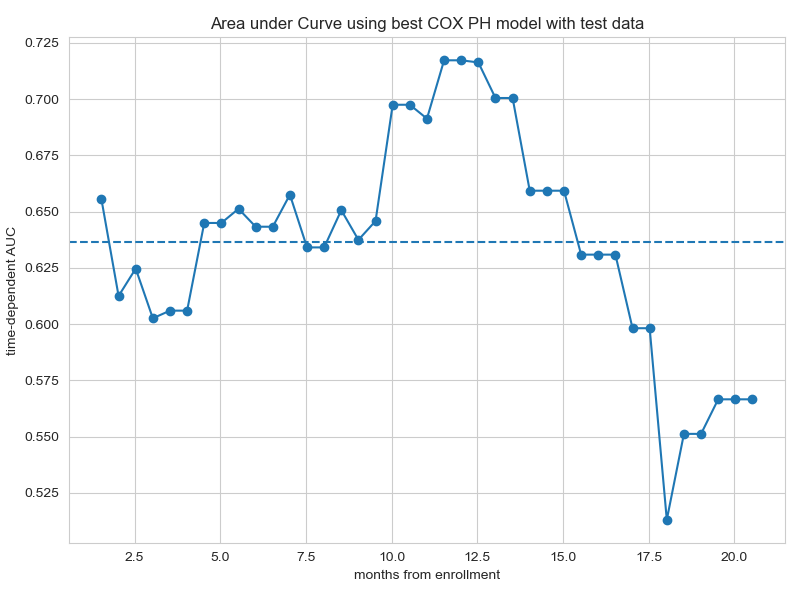 Area under Curve using best COX PH model with test data
time-dependent AUC
0.725
0.700
0.675
0.650
0.625
0.600
0.575
0.550
0.525
2.5 5.0 7.5 10.0 12.5 15.0 17.5 20.0
months from enrollment